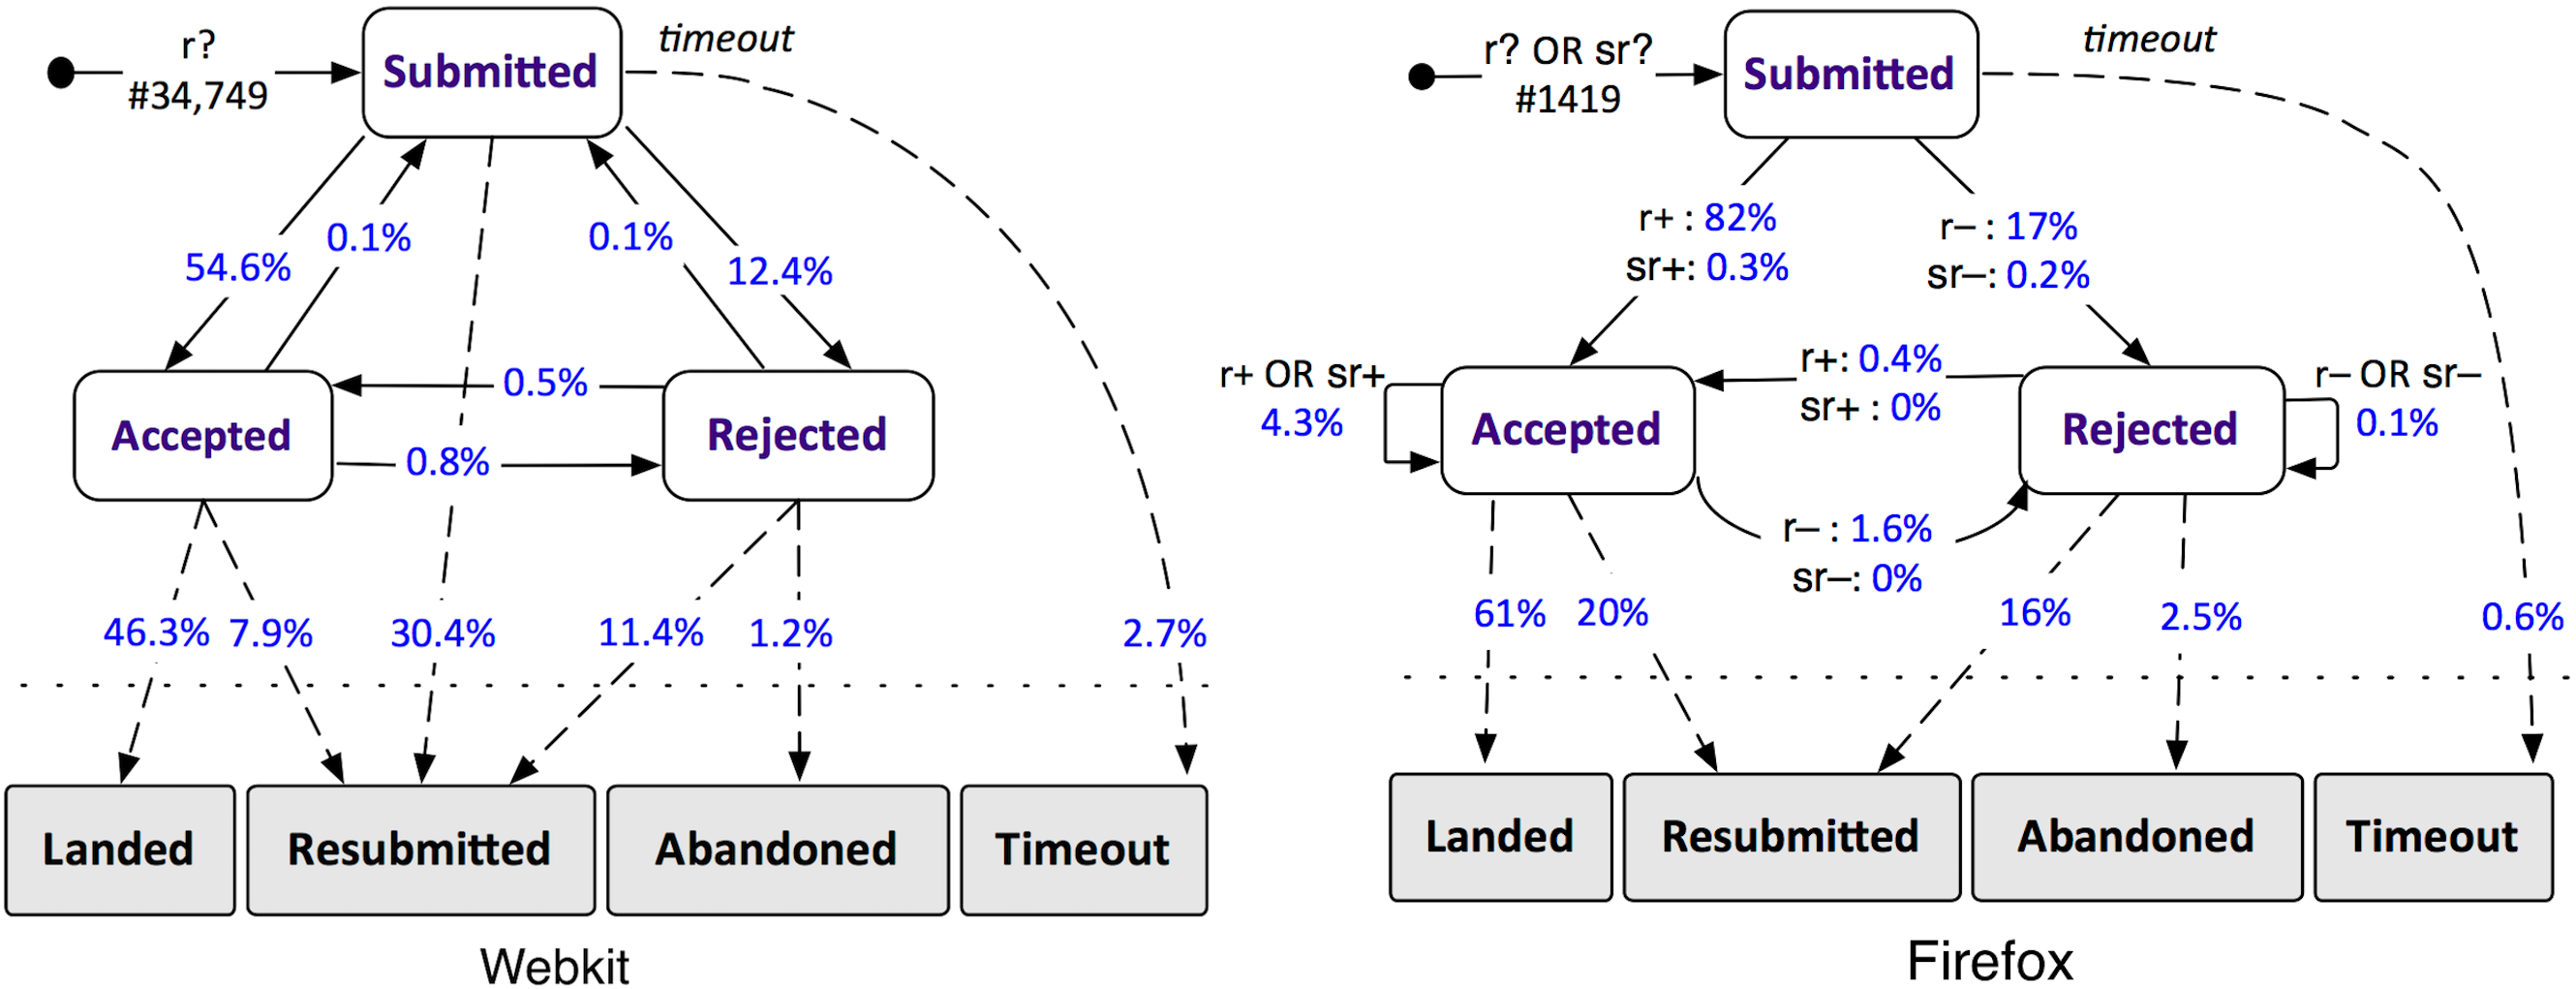 r?
#34,749
Submitted
timeout
54.6%
0.1%
0.1%
12.4%
Accepted
0.5%
0.8%
Rejected
46.3%
7.9%
30.4%
11.4%
1.2%
2.7%
Landed
Resubmitted
Abandoned
Timeout
Webkit
r? OR sr?
#1419
Submitted
timeout
r+ : 82%
sr+: 0.3%
r– : 17%
sr–: 0.2%
r+ OR sr+
4.3%
Accepted
r+: 0.4%
sr+ : 0%
Rejected
r– OR sr–
0.1%
r– : 1.6%
sr–: 0%
61%
20%
16%
2.5%
0.6%
Landed
Resubmitted
Abandoned
Timeout
Firefox